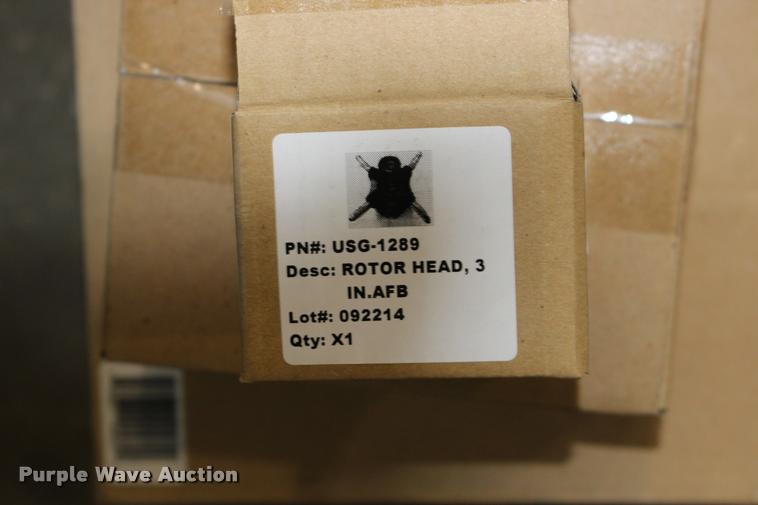 PN#: USG-1289
Desc: ROTOR HEAD, 3
IN.AFB
Lot#: 092214
Qty: X1
Purple Wave Auction